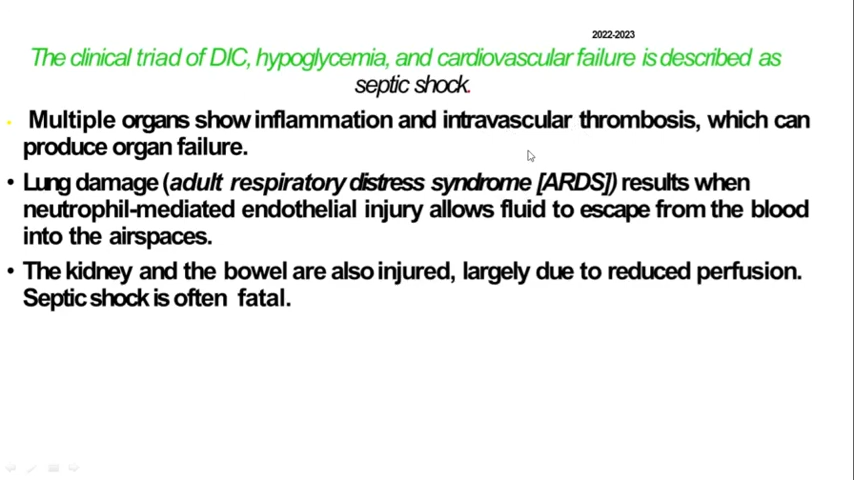 2022-2023
The clinical triad of DIC, hypoglycemia, and cardiovascular failure is described as
septic shock.
Multiple organs show inflammation and intravascular thrombosis, which can
produce organ failure.
• Lung damage (adult respiratory distress syndrome [ARDS]) results when
neutrophil-mediated endothelial injury allows fluid to escape from the blood
into the airspaces.
• The kidney and the bowel are also injured, largely due to reduced perfusion.
Septic shock is often fatal.